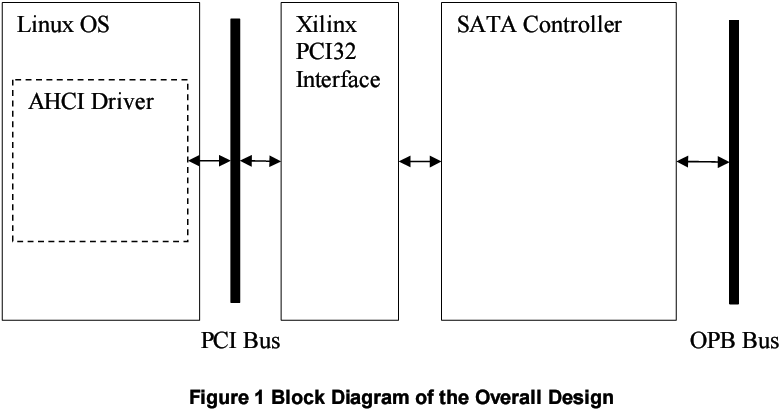 Linux OS
AHCI Driver
Xilinx
PCI32
Interface
SATA Controller
PCI Bus
OPB Bus
Figure 1 Block Diagram of the Overall Design